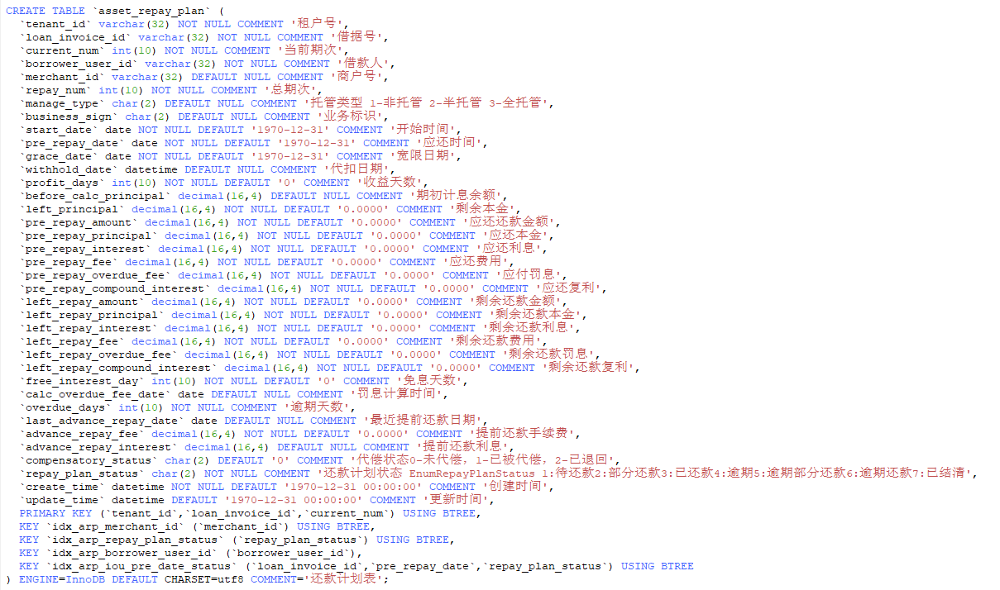 CREATE TABLE `asset_repay_plan` (
  `tenant_id` varchar(32) NOT NULL COMMENT '租户号',
  `loan_invoice_id` varchar(32) NOT NULL COMMENT '借据号',
  `current_num` int(10) NOT NULL COMMENT '当前期次',
  `borrower_user_id` varchar(32) NOT NULL COMMENT '借款人',
  `merchant_id` varchar(32) DEFAULT NULL COMMENT '商户号',
  `repay_num` int(10) NOT NULL COMMENT '总期次',
  `manage_type` char(2) DEFAULT NULL COMMENT '托管类型 1-非托管 2-半托管 3-全托管',
  `business_sign` char(2) DEFAULT NULL COMMENT '业务标识',
  `start_date` date NOT NULL DEFAULT '1970-12-31' COMMENT '开始时间',
  `pre_repay_date` date NOT NULL DEFAULT '1970-12-31' COMMENT '应还时间',
  `grace_date` date NOT NULL DEFAULT '1970-12-31' COMMENT '宽限日期',
  `withhold_date` datetime DEFAULT NULL COMMENT '代扣日期',
  `profit_days` int(10) NOT NULL DEFAULT '0' COMMENT '收益天数',
  `before_calc_principal` decimal(16,4) DEFAULT NULL COMMENT '期初计息余额',
  `left_principal` decimal(16,4) NOT NULL DEFAULT '0.0000' COMMENT '剩余本金',
  `pre_repay_amount` decimal(16,4) NOT NULL DEFAULT '0.0000' COMMENT '应还还款金额',
  `pre_repay_principal` decimal(16,4) NOT NULL DEFAULT '0.0000' COMMENT '应还本金',
  `pre_repay_interest` decimal(16,4) NOT NULL DEFAULT '0.0000' COMMENT '应还利息',
  `pre_repay_fee` decimal(16,4) NOT NULL DEFAULT '0.0000' COMMENT '应还费用',
  `pre_repay_overdue_fee` decimal(16,4) NOT NULL DEFAULT '0.0000' COMMENT '应付罚息',
  `pre_repay_compound_interest` decimal(16,4) NOT NULL DEFAULT '0.0000' COMMENT '应还复利',
  `left_repay_amount` decimal(16,4) NOT NULL DEFAULT '0.0000' COMMENT '剩余还款金额',
  `left_repay_principal` decimal(16,4) NOT NULL DEFAULT '0.0000' COMMENT '剩余还款本金',
  `left_repay_interest` decimal(16,4) NOT NULL DEFAULT '0.0000' COMMENT '剩余还款利息',
  `left_repay_fee` decimal(16,4) NOT NULL DEFAULT '0.0000' COMMENT '剩余还款费用',
  `left_repay_overdue_fee` decimal(16,4) NOT NULL DEFAULT '0.0000' COMMENT '剩余还款罚息',
  `left_repay_compound_interest` decimal(16,4) NOT NULL DEFAULT '0.0000' COMMENT '剩余还款复利',
  `free_interest_day` int(10) NOT NULL DEFAULT '0' COMMENT '免息天数',
  `calc_overdue_fee_date` date DEFAULT NULL COMMENT '罚息计算时间',
  `overdue_days` int(10) NOT NULL COMMENT '逾期天数',
  `last_advance_repay_date` date DEFAULT NULL COMMENT '最近提前还款日期',
  `advance_repay_fee` decimal(16,4) NOT NULL DEFAULT '0.0000' COMMENT '提前还款手续费',
  `advance_repay_interest` decimal(16,4) DEFAULT NULL COMMENT '提前还款利息',
  `compensatory_status` char(2) DEFAULT '0' COMMENT '代偿状态0-未代偿，1-已被代偿，2-已退回',
  `repay_plan_status` char(2) NOT NULL COMMENT '还款计划状态 EnumRepayPlanStatus 1:待还款2:部分还款3:已还款4:逾期5:逾期部分还款6:逾期还款7:已结清',
  `create_time` datetime NOT NULL DEFAULT '1970-12-31 00:00:00' COMMENT '创建时间',
  `update_time` datetime DEFAULT '1970-12-31 00:00:00' COMMENT '更新时间',
  PRIMARY KEY (`tenant_id`,`loan_invoice_id`,`current_num`) USING BTREE,
  KEY `idx_arp_merchant_id` (`merchant_id`) USING BTREE,
  KEY `idx_arp_repay_plan_status` (`repay_plan_status`) USING BTREE,
  KEY `idx_arp_borrower_user_id` (`borrower_user_id`),
  KEY `idx_arp_iou_pre_date_status` (`loan_invoice_id`,`pre_repay_date`,`repay_plan_status`) USING BTREE
) ENGINE=InnoDB DEFAULT CHARSET=utf8 COMMENT='还款计划表';